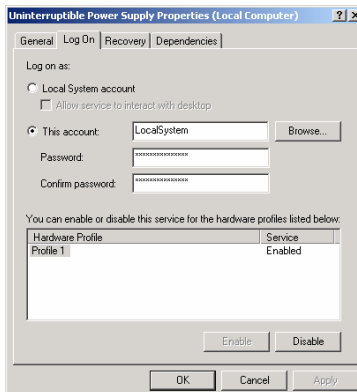 Uninterruptible Power Supply Properties (Local Computer)
General Log On Recovery Dependencies
Log on as:
Local System account
Allow service to interact with desktop
This account: LocalSystem Browse...
Password: ***************
Confirm password: ***************
You can enable or disable this service for the hardware profiles listed below:
Hardware Profile Service
Profile 1 Enabled
Enable Disable
OK Cancel Apply